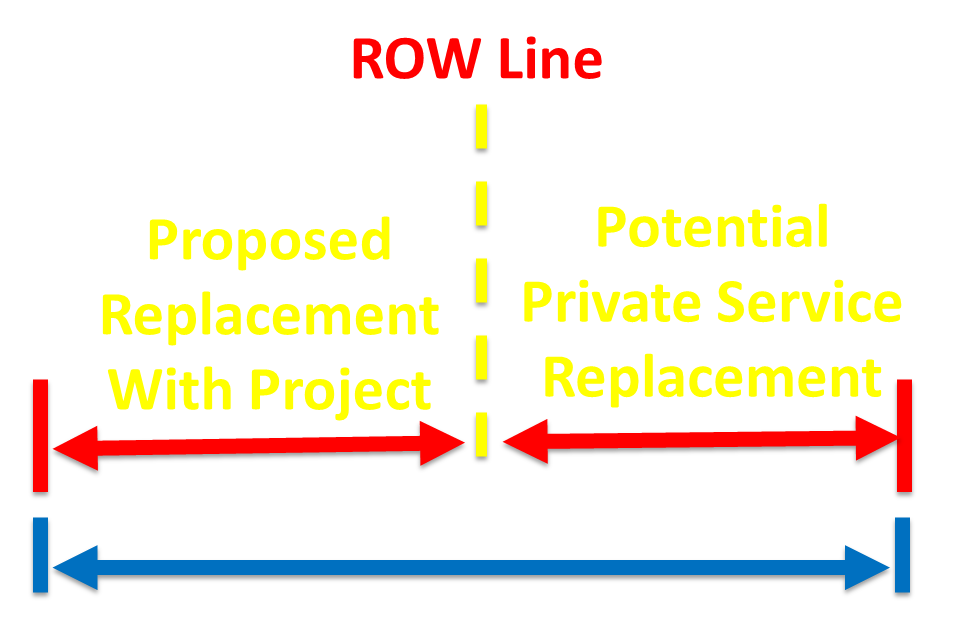 ROW Line
Proposed
Replacement
With Project
Potential
Private Service
Replacement